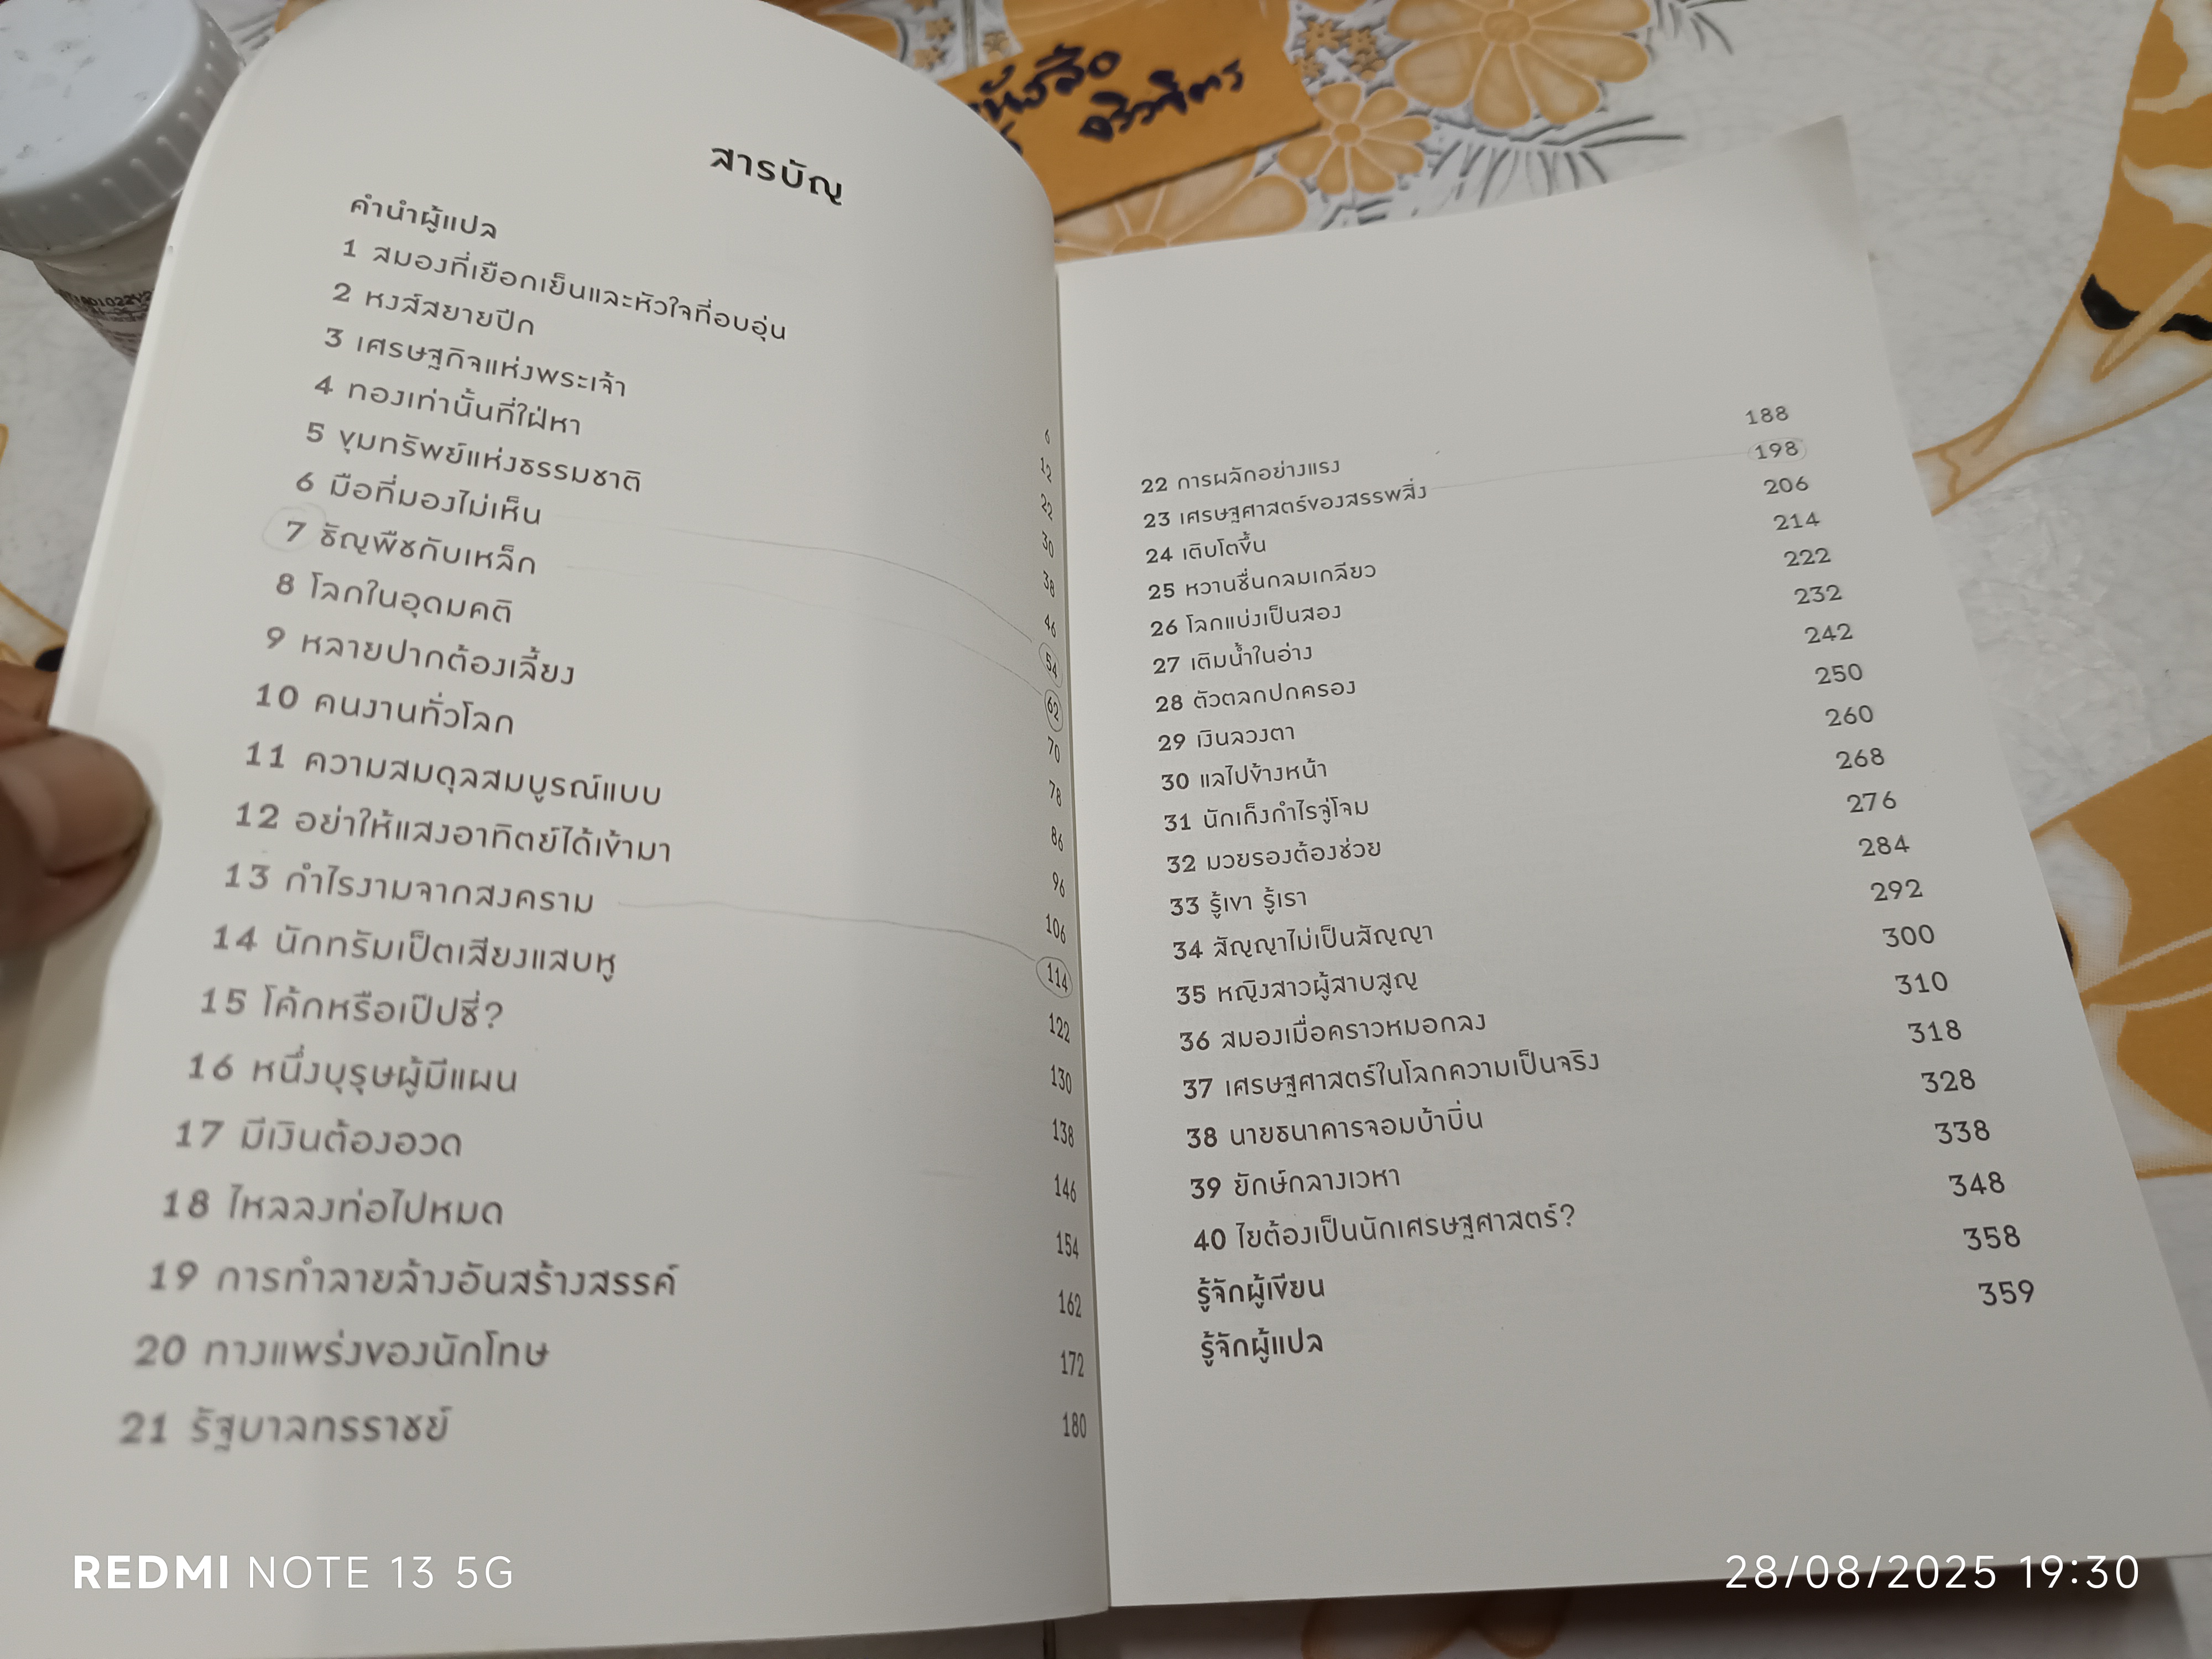 สารบัญ
คำนำผู้แปล 6
1 สมองที่เยือกเย็นและหัวใจที่อบอุ่น 12
2 หงส์สยายปีก 22
3 เศรษฐกิจแห่งพระเจ้า 30
4 ทองเท่านั้นที่ใฝ่หา 38
5 ขุมทรัพย์แห่งธรรมชาติ 46
6 มือที่มองไม่เห็น 54
7 ธัญพืชกับเหล็ก 62
8 โลกในอุดมคติ 70
9 หลายปากต้องเลี้ยง 78
10 คนงานทั่วโลก 86
11 ความสมดุลสมบูรณ์แบบ 96
12 อย่าให้แสงอาทิตย์ได้เข้ามา 106
13 กำไรงามจากสงคราม 114
14 นักทรัมเป็ตเสียงแสบหู 122
15 โค้กหรือเป๊ปซี่? 130
16 หนึ่งบุรุษผู้มีแผน 138
17 มีเงินต้องอวด 146
18 ไหลลงท่อไปหมด 154
19 การทำลายล้างอันสร้างสรรค์ 162
20 ทางแพร่งของนักโทษ 172
21 รัฐบาลทรราชย์ 180
22 การผลักอย่างแรง 188
23 เศรษฐศาสตร์ของสรรพสิ่ง 198
24 เติบโตขึ้น 206
25 หวานชื่นกลมเกลียว 214
26 โลกแบ่งเป็นสอง 222
27 เติมน้ำในอ่าง 232
28 ตัวตลกปกครอง 242
29 เงินลวงตา 250
30 แลไปข้างหน้า 260
31 นักเก็งกำไรจู่โจม 268
32 มวยรองต้องช่วย 276
33 รู้เขา รู้เรา 284
34 สัญญาไม่เป็นสัญญา 292
35 หญิงสาวผู้สาบสูญ 300
36 สมองเมื่อคราวหมอกลง 310
37 เศรษฐศาสตร์ในโลกความเป็นจริง 318
38 นายธนาคารจอมบ้าบิ่น 328
39 ยักษ์กลางเวหา 338
40 ไยต้องเป็นนักเศรษฐศาสตร์? 348
รู้จักผู้เขียน 358
รู้จักผู้แปล 359
REDMI NOTE 13 5G
28/08/2025 19:30